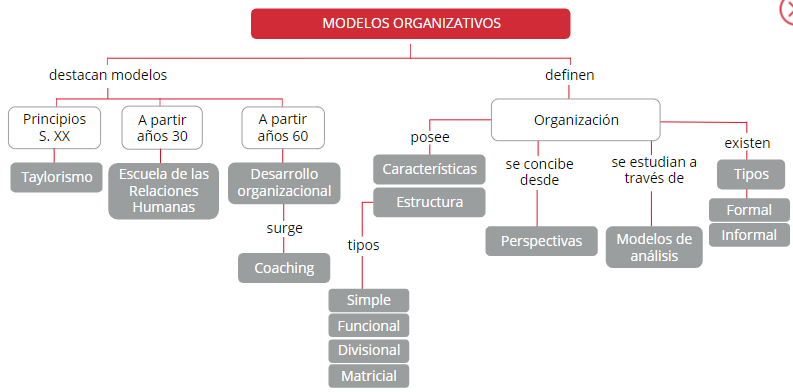 MODELOS ORGANIZATIVOS
destacan modelos
definen
Principios
S. XX
A partir
años 30
A partir
años 60
Organización
Taylorismo
Escuela de las
Relaciones
Humanas
Desarrollo
organizacional
surge
Coaching
posee
Características
Estructura
tipos
Simple
Funcional
Divisional
Matricial
se concibe
desde
Perspectivas
se estudian a
través de
Modelos de
análisis
existen
Tipos
Formal
Informal